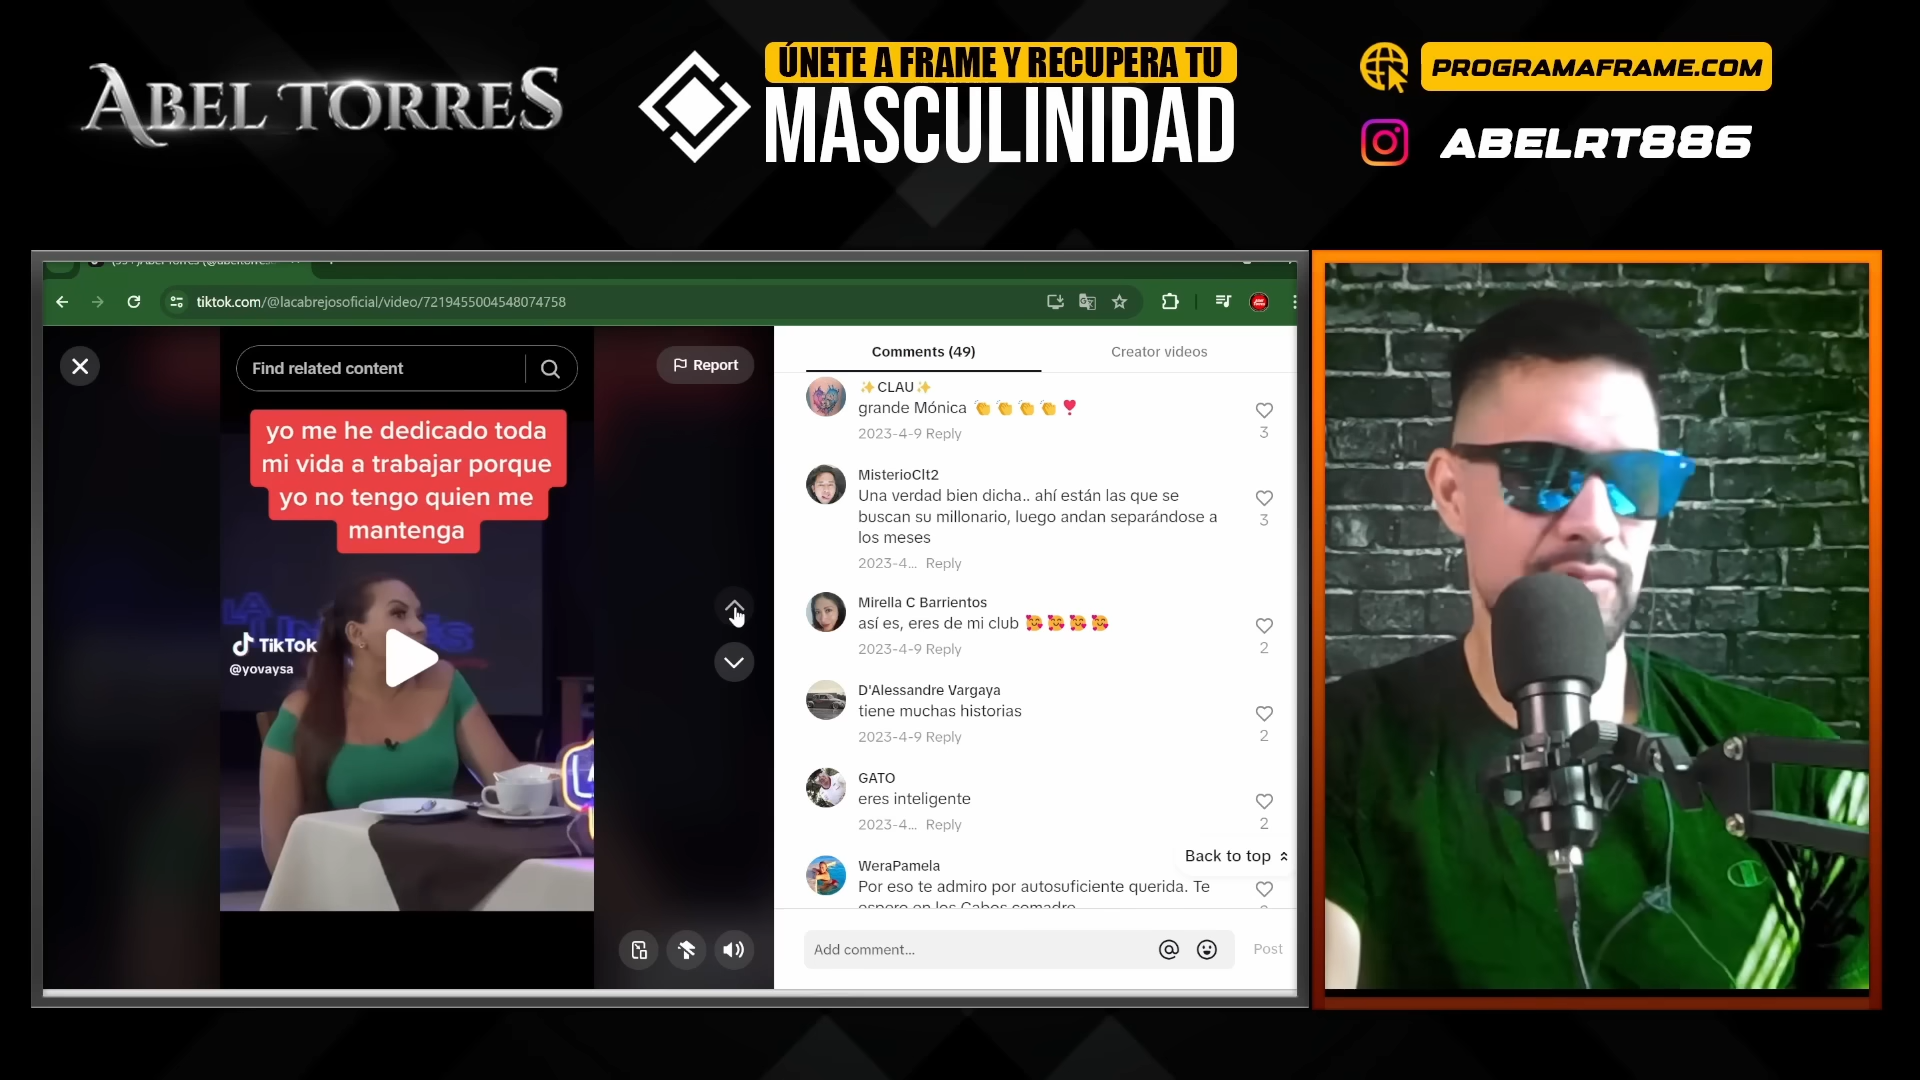 ABEL TORRES
ÚNETE A FRAME Y RECUPERA TU
MASCULINIDAD
PROGRAMAFRAME.COM
ABELRT886
tiktok.com/@lacabrejosoficial/video/7219455004548074758
Find related content
Report
yo me he dedicado toda
mi vida a trabajar porque
yo no tengo quien me
mantenga
TikTok
@yovaysa
Comments (49)
Creator videos
✨CLAU✨
grande Mónica 👏👏👏👏❣️
3
2023-4-9 Reply
MisterioClt2
Una verdad bien dicha.. ahí están las que se
buscan su millonario, luego andan separándose a
los meses
3
2023-4... Reply
Mirella C Barrientos
así es, eres de mi club 🥰🥰🥰🥰
2
2023-4-9 Reply
D'Alessandre Vargaya
tiene muchas historias
2
2023-4-9 Reply
GATO
eres inteligente
2
2023-4... Reply
Back to top
WeraPamela
Por eso te admiro por autosuficiente querida. Te
espero en los Cabos comadre
Add comment...
Post